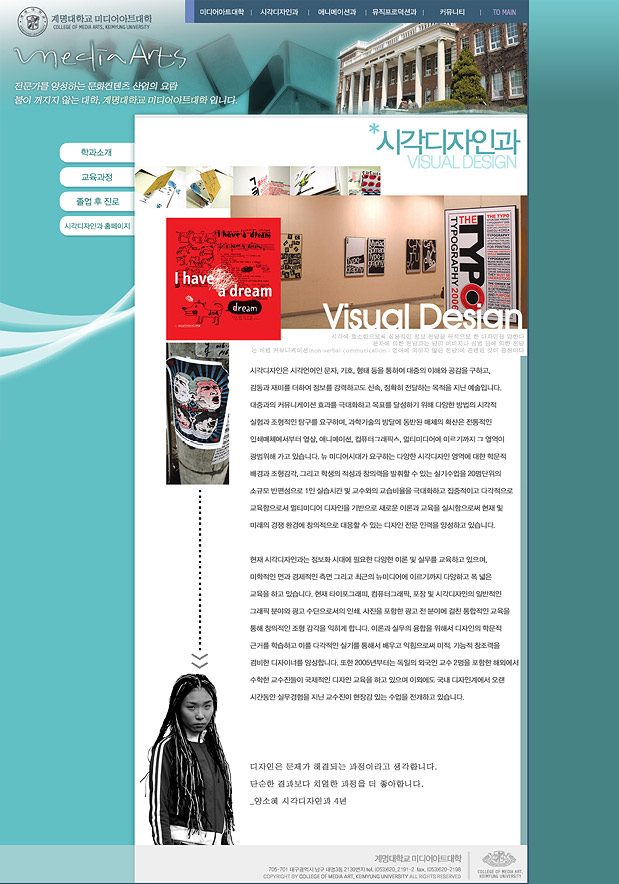 계명대학교 미디어아트대학
COLLEGE OF MEDIA ARTS, KEIMYUNG UNIVERSITY
미디어아트대학 | 시각디자인과 | 애니메이션과 | 뮤직프로덕션과 | 커뮤니티 | TO MAIN
media Arts
전문가를 양성하는 문화컨텐츠 산업의 요람
불이 꺼지지 않는 대학, 계명대학교 미디어아트대학 입니다.
*시각디자인과
VISUAL DESIGN
학과소개
교육과정
졸업 후 진로
시각디자인과 홈페이지
I have a dream
I have
a dream
dream
THE
TYPO
TYPOGRAPHY 2006
Visual Design
시각디자인은 시각언어인 문자, 기호, 형태 등을 통하여 대중의 이해와 공감을 구하고,
감동과 재미를 더하여 정보를 강력하고도 신속, 정확히 전달하는 목적을 지닌 예술입니다.
대중과의 커뮤니케이션 효과를 극대화하고 목표를 달성하기 위해 다양한 방법의 시각적
실험과 조형적인 탐구를 요구하며, 과학기술의 발달에 동반된 매체의 확산은 전통적인
인쇄매체에서부터 영상, 애니메이션, 컴퓨터그래픽스, 멀티미디어에 이르기까지 그 영역이
광범위해 가고 있습니다. 뉴 미디어시대가 요구하는 다양한 시각디자인 영역에 대한 학문적
배경과 조형감각, 그리고 학생의 적성과 창의력을 발휘할 수 있는 실기수업을 20명단위의
소규모 반편성으로 1인 실습시간 및 교수와의 교습비율을 극대화하고 집중적이고 다각적으로
교육함으로서 멀티미디어 디자인을 기반으로 새로운 이론과 교육을 실시함으로써 현재 및
미래의 경쟁 환경에 창의적으로 대응할 수 있는 디자인 전문 인력을 양성하고 있습니다.
현재 시각디자인과는 정보화 시대에 필요한 다양한 이론 및 실무를 교육하고 있으며,
미학적인 면과 경제적인 측면 그리고 최근의 뉴미디어에 이르기까지 다양하고 폭 넓은
교육을 하고 있습니다. 현재 타이포그래피, 컴퓨터그래픽, 포장 및 시각디자인의 일반적인
그래픽 분야와 광고 수단으로서의 인쇄, 사진을 포함한 광고 전 분야에 걸친 통합적인 교육을
통해 창의적인 조형 감각을 익히게 합니다. 이론과 실무의 융합을 위해서 디자인의 학문적
근거를 학습하고 이를 다각적인 실기를 통해서 배우고 익힘으로써 미적, 기능적 창조력을
겸비한 디자이너를 양성합니다. 또한 2005년부터는 독일의 외국인 교수 2명을 포함한 해외에서
수학한 교수진들이 국제적인 디자인 교육을 하고 있으며 이외에도 국내 디자인계에서 오랜
시간동안 실무경험을 지닌 교수진이 현장감 있는 수업을 전개하고 있습니다.
디자인은 문제가 해결되는 과정이라고 생각합니다.
단순한 결과보다 치열한 과정을 더 좋아합니다.
_양소혜 시각디자인과 4년
계명대학교 미디어아트대학
705-701 대구광역시 남구 대명3동 2139번지 tel. (053)620_2191-2 fax. (053)620-2198
COPYRIGHT BY COLLEGE OF MEDIA ART, KEIMYUNG UNIVERSITY ALL RIGHTS RESERVED
COLLEGE OF MEDIA ART,
KEIMYUNG UNIVERSITY